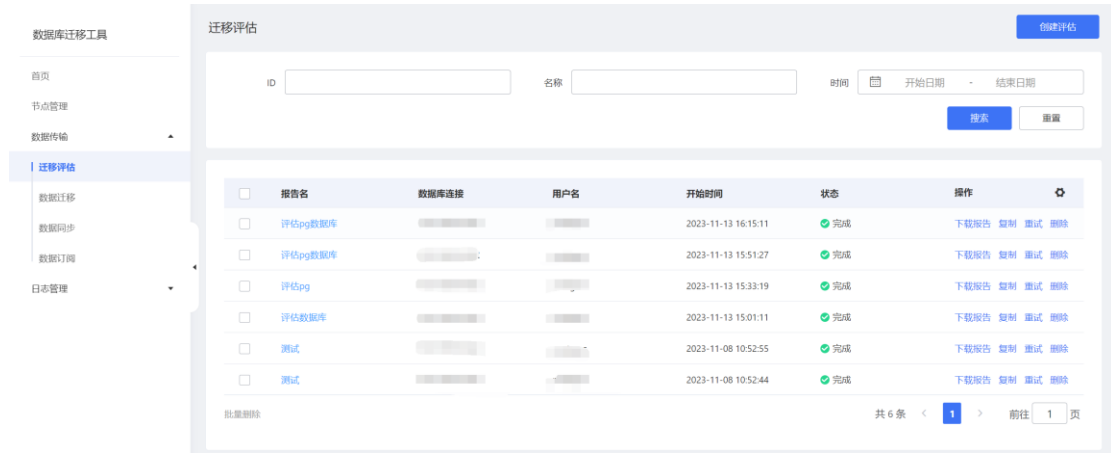 数据库迁移工具
首页
节点管理
数据传输
迁移评估
数据迁移
数据同步
数据订阅
日志管理
迁移评估
创建评估
ID 名称 时间 开始日期 - 结束日期
搜索 重置
报告名 数据库连接 用户名 开始时间 状态 操作
评估pg数据库 2023-11-13 16:15:11 完成 下载报告 复制 重试 删除
评估pg数据库 2023-11-13 15:51:27 完成 下载报告 复制 重试 删除
评估pg 2023-11-13 15:33:19 完成 下载报告 复制 重试 删除
评估数据库 2023-11-13 15:01:11 完成 下载报告 复制 重试 删除
测试 2023-11-08 10:52:55 完成 下载报告 复制 重试 删除
测试 2023-11-08 10:52:44 完成 下载报告 复制 重试 删除
批量删除
共 6 条 < 1 > 前往 1 页